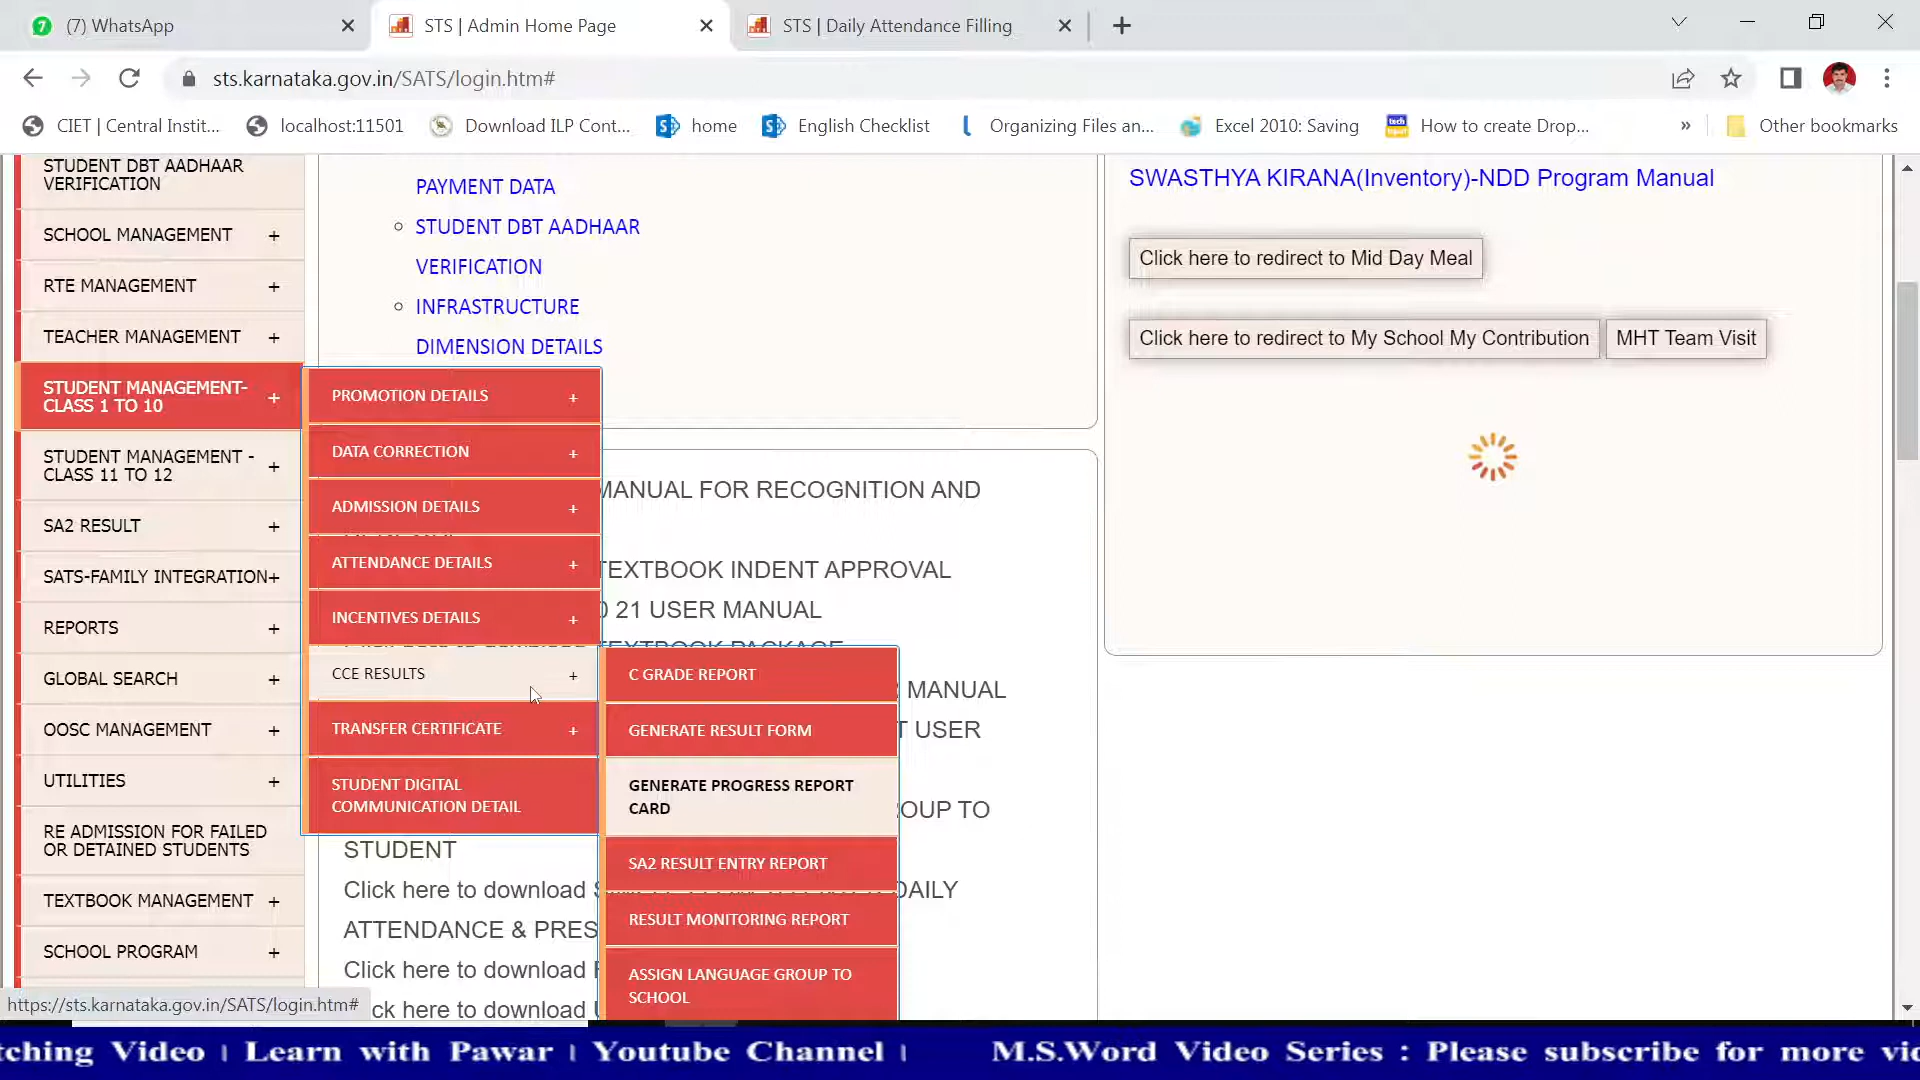 (7) WhatsApp
STS | Admin Home Page
STS | Daily Attendance Filling
sts.karnataka.gov.in/SATS/login.htm#
CIET | Central Instit...
localhost:11501
Download ILP Cont...
home
English Checklist
Organizing Files an...
Excel 2010: Saving
How to create Drop...
»
Other bookmarks
STUDENT DBT AADHAAR
VERIFICATION
SCHOOL MANAGEMENT +
RTE MANAGEMENT +
TEACHER MANAGEMENT +
STUDENT MANAGEMENT-
CLASS 1 TO 10 +
STUDENT MANAGEMENT -
CLASS 11 TO 12 +
SA2 RESULT +
SATS-FAMILY INTEGRATION+
REPORTS +
GLOBAL SEARCH +
OOSC MANAGEMENT +
UTILITIES +
RE ADMISSION FOR FAILED
OR DETAINED STUDENTS
TEXTBOOK MANAGEMENT +
SCHOOL PROGRAM +
PAYMENT DATA
STUDENT DBT AADHAAR
VERIFICATION
INFRASTRUCTURE
DIMENSION DETAILS
PROMOTION DETAILS +
DATA CORRECTION +
ADMISSION DETAILS +
ATTENDANCE DETAILS +
INCENTIVES DETAILS +
CCE RESULTS +
TRANSFER CERTIFICATE +
STUDENT DIGITAL
COMMUNICATION DETAIL
C GRADE REPORT
GENERATE RESULT FORM
GENERATE PROGRESS REPORT
CARD
SA2 RESULT ENTRY REPORT
RESULT MONITORING REPORT
ASSIGN LANGUAGE GROUP TO
SCHOOL
MANUAL FOR RECOGNITION AND
TEXTBOOK INDENT APPROVAL
21 USER MANUAL
TEXTBOOK PACKAGE
MANUAL
USER
TO
STUDENT
Click here to download DAILY
ATTENDANCE & PRES
Click here to download
ck here to download
SWASTHYA KIRANA(Inventory)-NDD Program Manual
Click here to redirect to Mid Day Meal
Click here to redirect to My School My Contribution
MHT Team Visit
https://sts.karnataka.gov.in/SATS/login.htm#
tching Video | Learn with Pawar | Youtube Channel | M.S.Word Video Series : Please subscribe for more vid